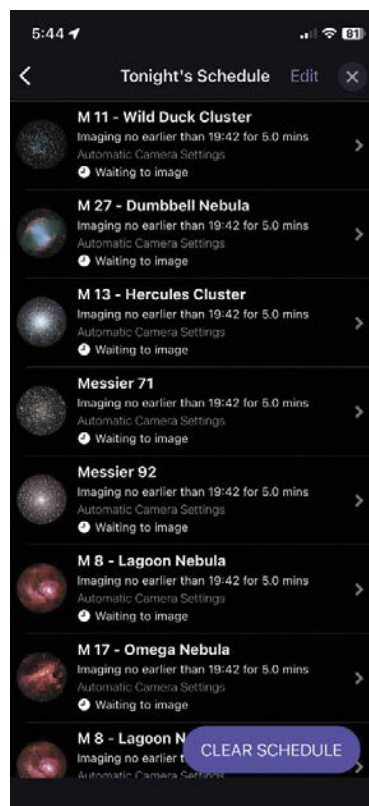 5:44
81
Tonight's Schedule Edit
M 11 - Wild Duck Cluster
Imaging no earlier than 19:42 for 5.0 mins
Automatic Camera Settings
Waiting to image
M 27 - Dumbbell Nebula
Imaging no earlier than 19:42 for 5.0 mins
Automatic Camera Settings
Waiting to image
M 13 - Hercules Cluster
Imaging no earlier than 19:42 for 5.0 mins
Automatic Camera Settings
Waiting to image
Messier 71
Imaging no earlier than 19:42 for 5.0 mins
Automatic Camera Settings
Waiting to image
Messier 92
Imaging no earlier than 19:42 for 5.0 mins
Automatic Camera Settings
Waiting to image
M 8 - Lagoon Nebula
Imaging no earlier than 19:42 for 5.0 mins
Automatic Camera Settings
Waiting to image
M 17 - Omega Nebula
Imaging no earlier than 19:42 for 5.0 mins
Automatic Camera Settings
Waiting to image
M 8 - Lagoon N
Imaging no earlier t
Automatic Camera Settings
CLEAR SCHEDULE